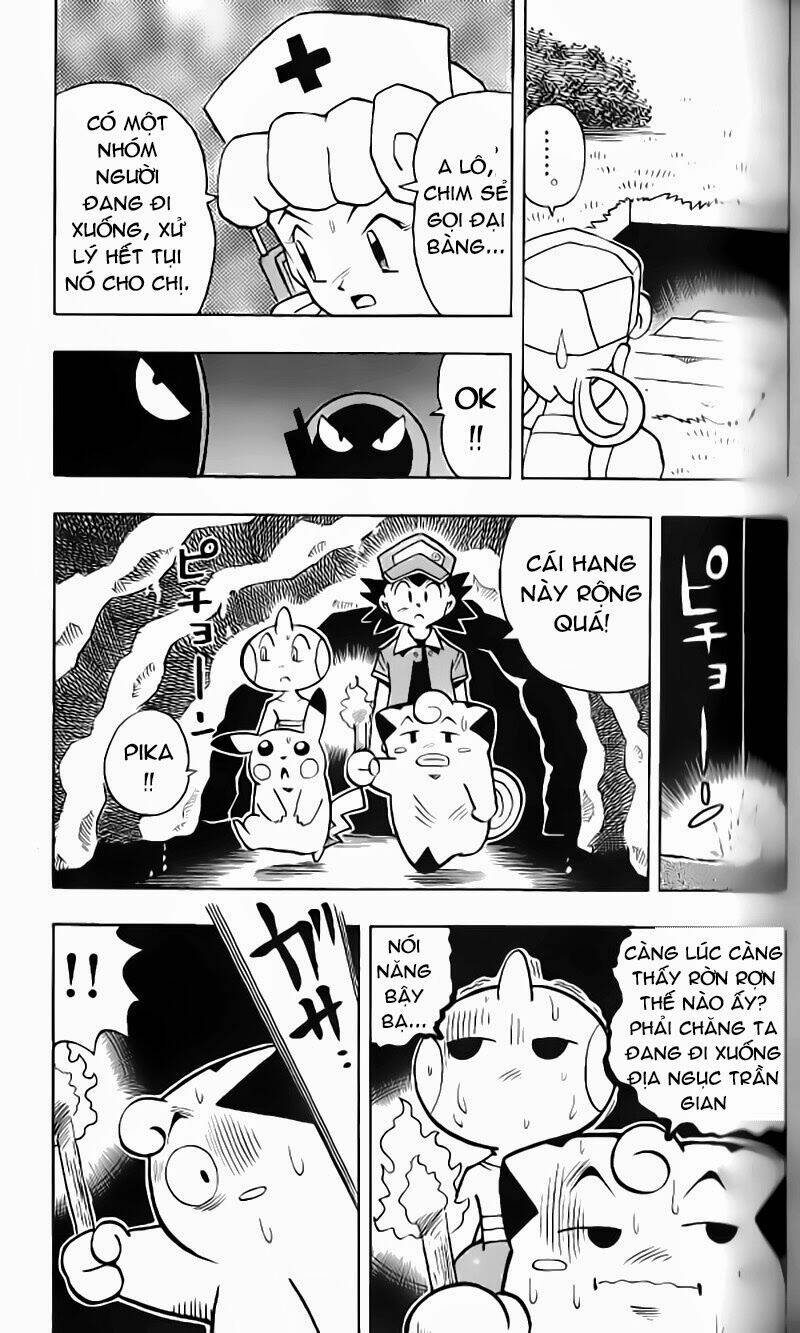 ......
A LÔ,
CHIM SẺ
GỌI ĐẠI
BÀNG...
CÓ MỘT
NHÓM
NGƯỜI
ĐANG ĐI
XUỐNG, XỬ
LÝ HẾT TỤI
NÓ CHO CHỊ.
OK
!!
ピチョーン
CÁI HANG
NÀY RỘNG
QUÁ!
ピチョーン
PIKA
!!
CÀNG LÚC CÀNG
THẤY RỜN RỢN
THẾ NÀO ẤY?
PHẢI CHĂNG TA
ĐANG ĐI XUỐNG
ĐỊA NGỤC TRẦN
GIAN
NÓI
NĂNG
BẬY
BẠ...
ガサ
!!